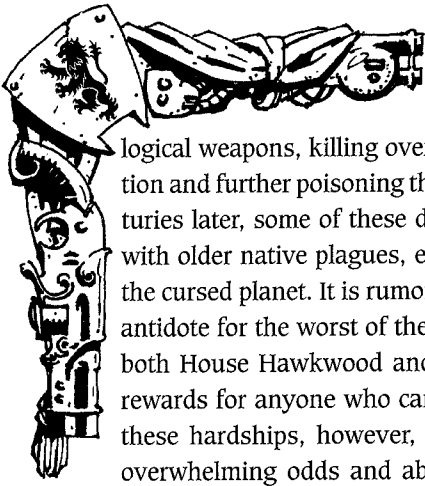 logical weapons, killing over
tion and further poisoning th
turies later, some of these d
with older native plagues, e
the cursed planet. It is rumo
antidote for the worst of the
both House Hawkwood and
rewards for anyone who can
these hardships, however,
overwhelming odds and ab